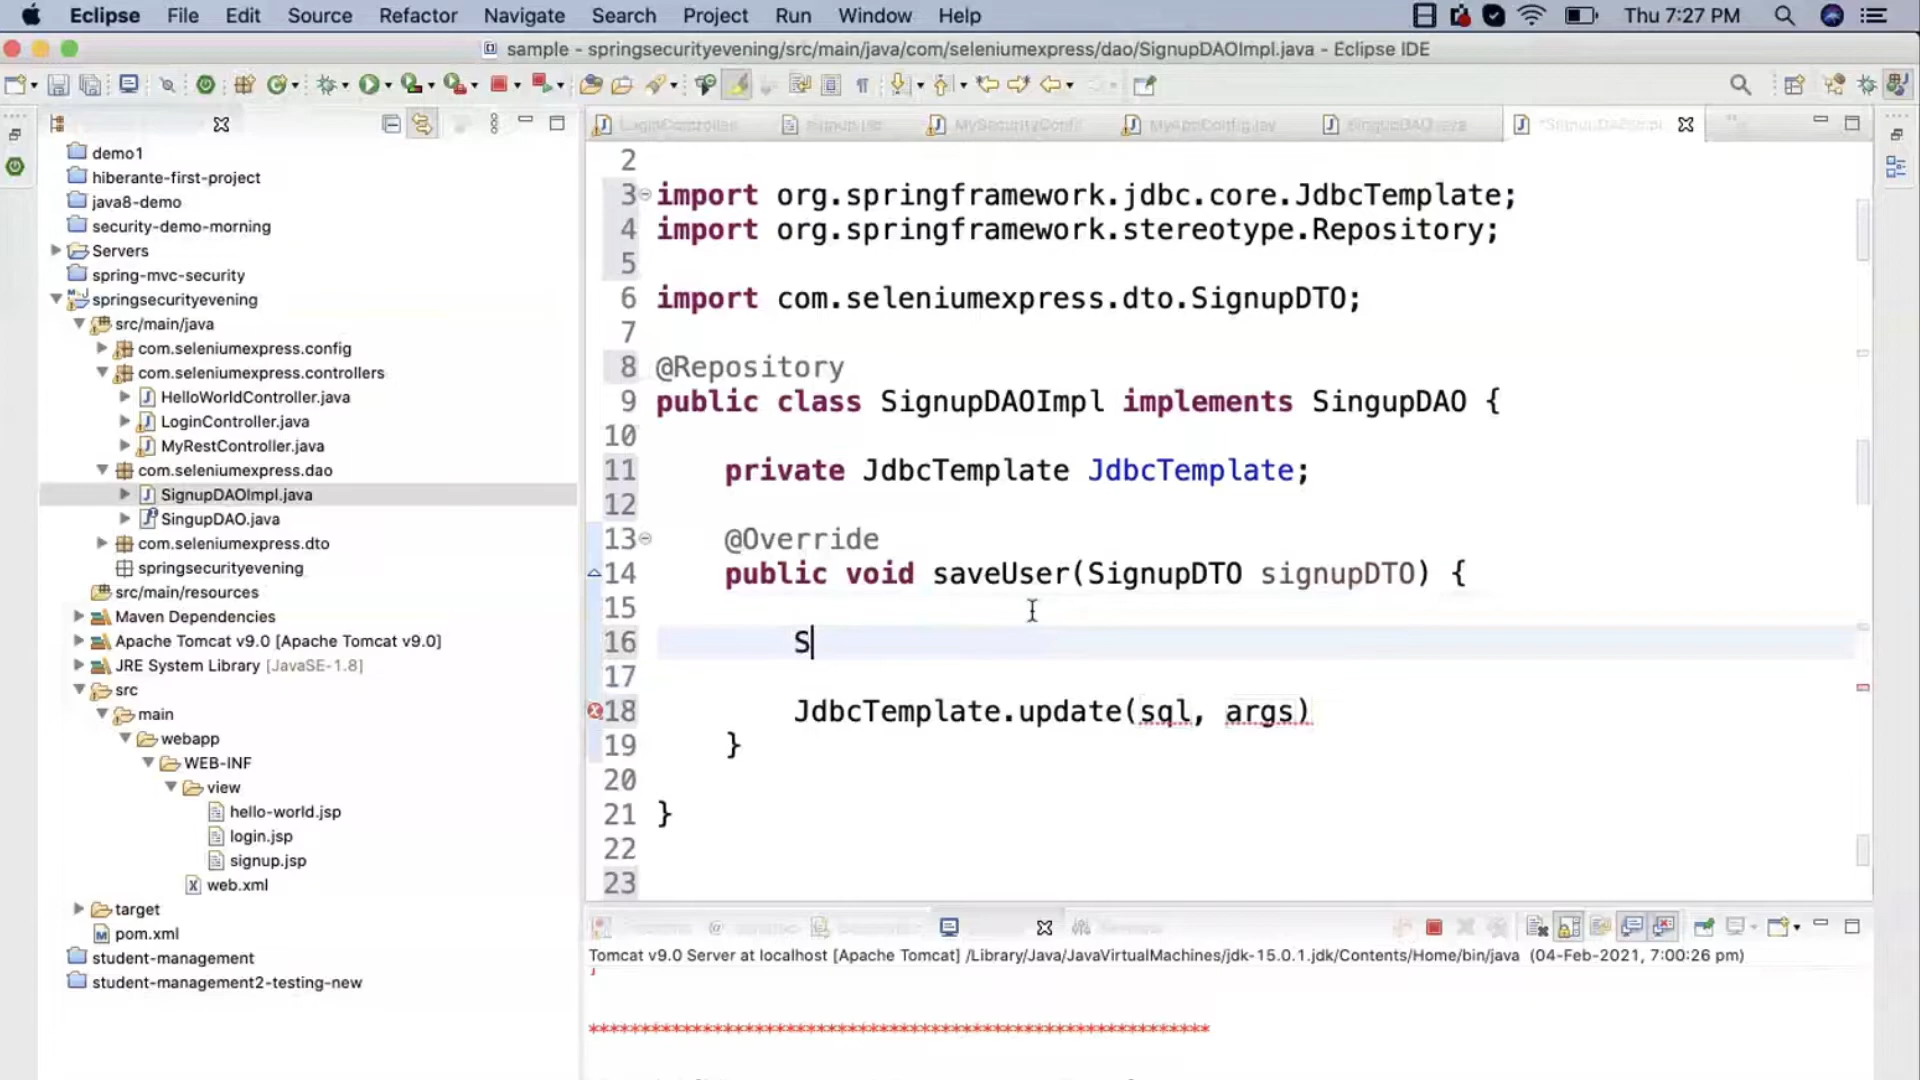 Eclipse File Edit Source Refactor Navigate Search Project Run Window Help Thu 7:27 PM
sample - springsecurityevening/src/main/java/com/seleniumexpress/dao/SignupDAOImpl.java - Eclipse IDE
demo1
hiberante-first-project
java8-demo
security-demo-morning
Servers
spring-mvc-security
springsecurityevening
src/main/java
com.seleniumexpress.config
com.seleniumexpress.controllers
HelloWorldController.java
LoginController.java
MyRestController.java
com.seleniumexpress.dao
SignupDAOImpl.java
SingupDAO.java
com.seleniumexpress.dto
springsecurityevening
src/main/resources
Maven Dependencies
Apache Tomcat v9.0 [Apache Tomcat v9.0]
JRE System Library [JavaSE-1.8]
src
main
webapp
WEB-INF
view
hello-world.jsp
login.jsp
signup.jsp
web.xml
target
pom.xml
student-management
student-management2-testing-new
2
3 import org.springframework.jdbc.core.JdbcTemplate;
4 import org.springframework.stereotype.Repository;
5
6 import com.seleniumexpress.dto.SignupDTO;
7
8 @Repository
9 public class SignupDAOImpl implements SingupDAO {
10
11 private JdbcTemplate JdbcTemplate;
12
13 @Override
14 public void saveUser(SignupDTO signupDTO) {
15
16 S
17
18 JdbcTemplate.update(sql, args)
19 }
20
21 }
22
23
Tomcat v9.0 Server at localhost [Apache Tomcat] /Library/Java/JavaVirtualMachines/jdk-15.0.1.jdk/Contents/Home/bin/java (04-Feb-2021, 7:00:26 pm)